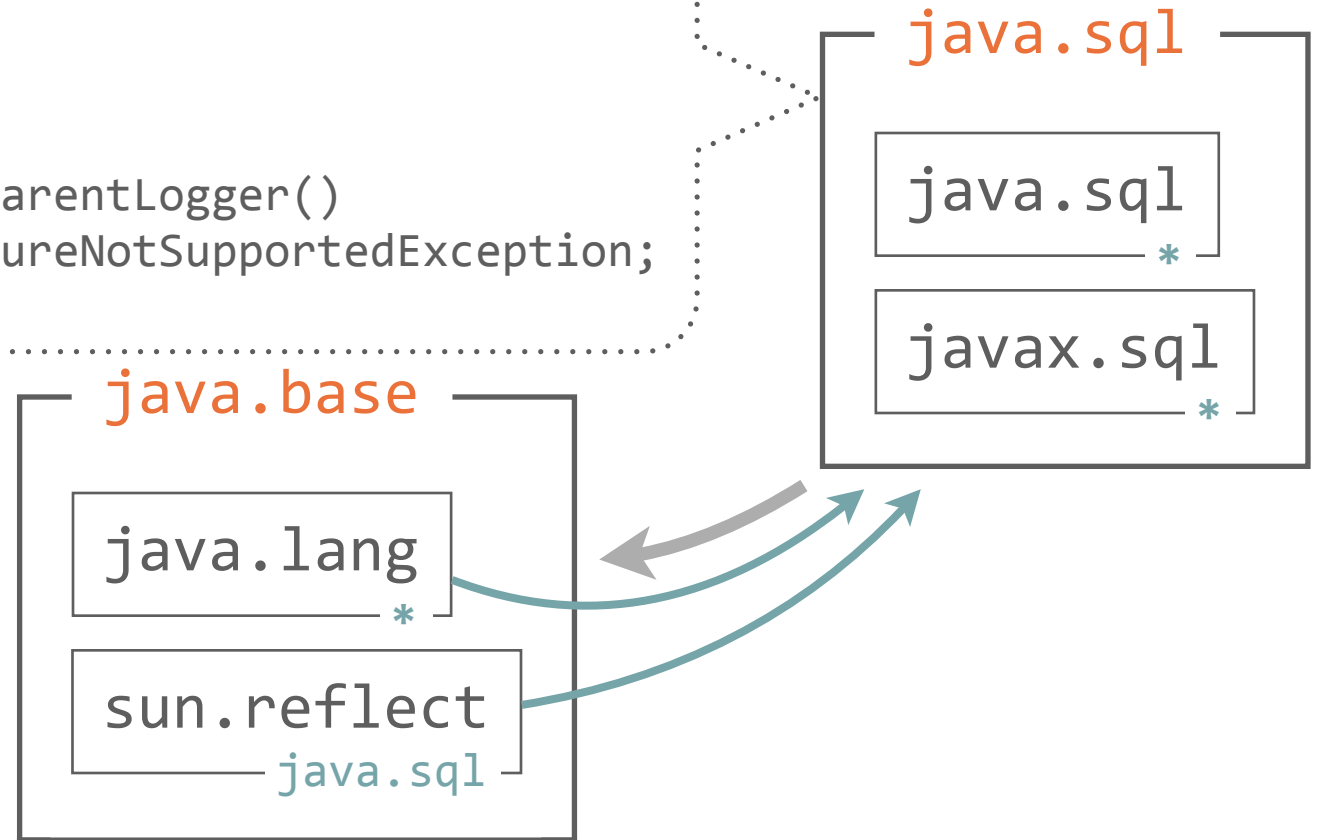 java.sql
java.sql
*
javax.sql
*
arentLogger()
ureNotSupportedException;
java.base
java.lang
*
sun.reflect
java.sql